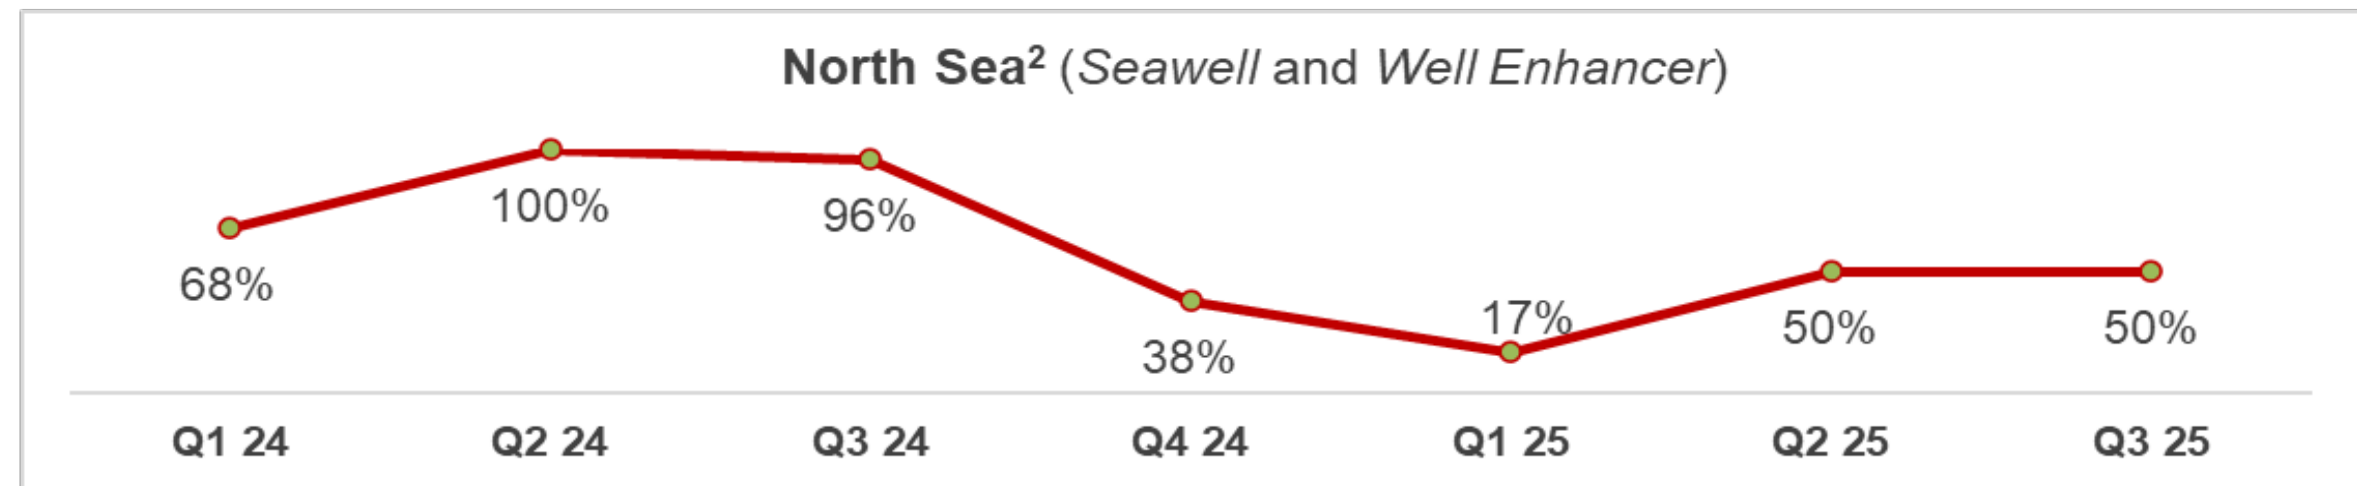 North Sea² (Seawell and Well Enhancer)
68%
100%
96%
38%
17%
50%
50%
Q1 24
Q2 24
Q3 24
Q4 24
Q1 25
Q2 25
Q3 25